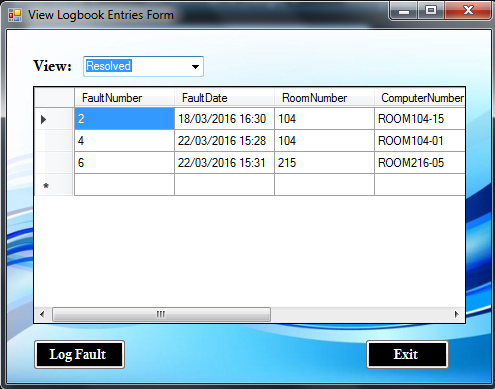 View Logbook Entries Form
View: Resolved
FaultNumber FaultDate RoomNumber ComputerNumber
2 18/03/2016 16:30 104 ROOM104-15
4 22/03/2016 15:28 104 ROOM104-01
6 22/03/2016 15:31 215 ROOM216-05
*
Log Fault Exit